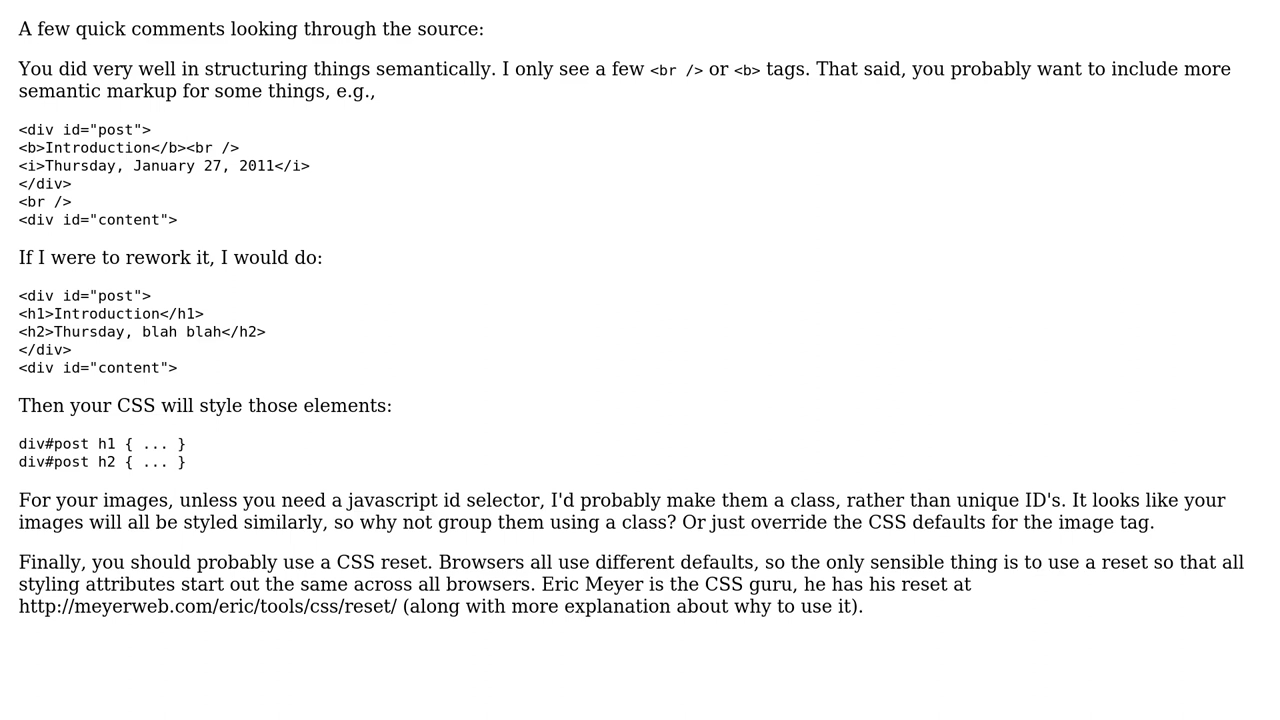 A few quick comments looking through the source:
You did very well in structuring things semantically. I only see a few <br /> or <b> tags. That said, you probably want to include more
semantic markup for some things, e.g.,
<div id="post">
<b>Introduction</b><br />
<i>Thursday, January 27, 2011</i>
</div>
<br />
<div id="content">
If I were to rework it, I would do:
<div id="post">
<h1>Introduction</h1>
<h2>Thursday, blah blah</h2>
</div>
<div id="content">
Then your CSS will style those elements:
div#post h1 { ... }
div#post h2 { ... }
For your images, unless you need a javascript id selector, I'd probably make them a class, rather than unique ID's. It looks like your
images will all be styled similarly, so why not group them using a class? Or just override the CSS defaults for the image tag.
Finally, you should probably use a CSS reset. Browsers all use different defaults, so the only sensible thing is to use a reset so that all
styling attributes start out the same across all browsers. Eric Meyer is the CSS guru, he has his reset at
http://meyerweb.com/eric/tools/css/reset/ (along with more explanation about why to use it).